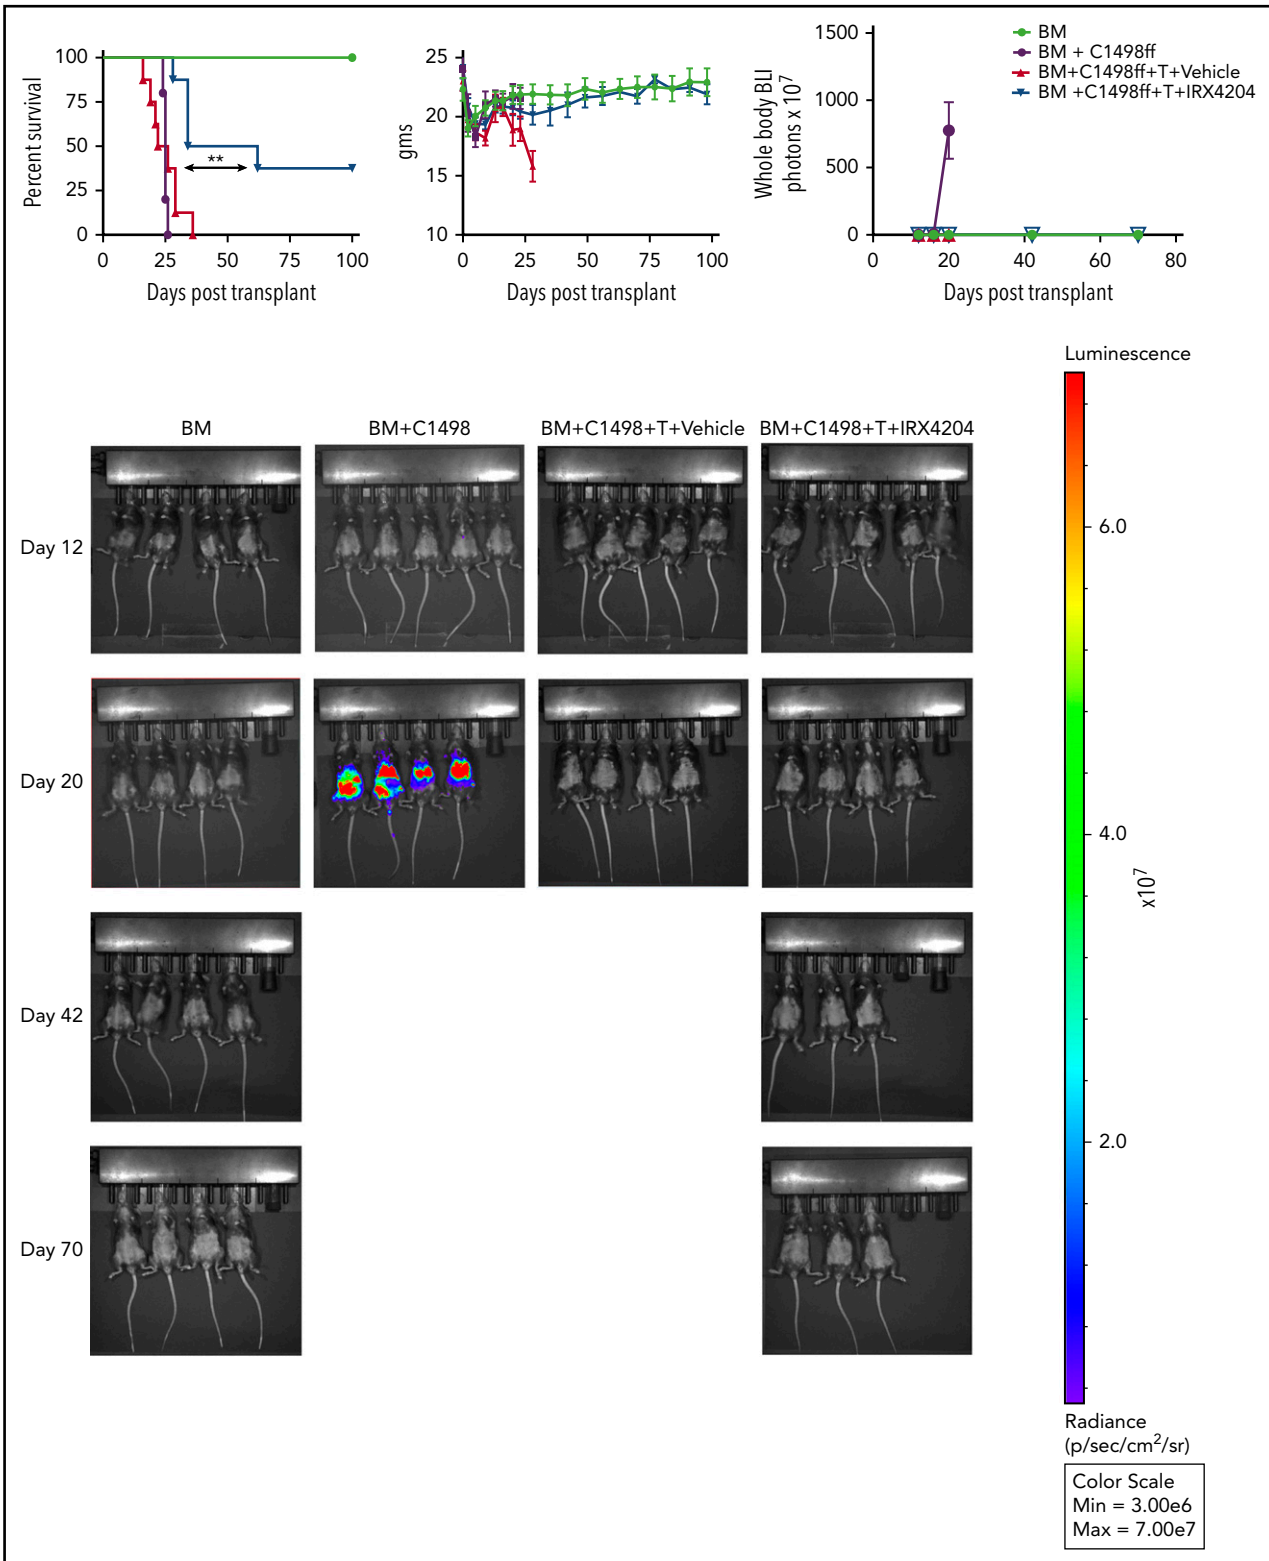 100
75
50
25
0
Percent survival
**
0 25 50 75 100
Days post transplant
25
20
15
10
gms
0 25 50 75 100
Days post transplant
1500
1000
500
0
Whole body BLI
photons x 10⁷
0 20 40 60 80
Days post transplant
BM
BM + C1498ff
BM+C1498ff+T+Vehicle
BM +C1498ff+T+IRX4204
Luminescence
BM BM+C1498 BM+C1498+T+Vehicle BM+C1498+T+IRX4204
Day 12
Day 20
Day 42
Day 70
6.0
4.0
x10⁷
2.0
Radiance
(p/sec/cm²/sr)
Color Scale
Min = 3.00e6
Max = 7.00e7